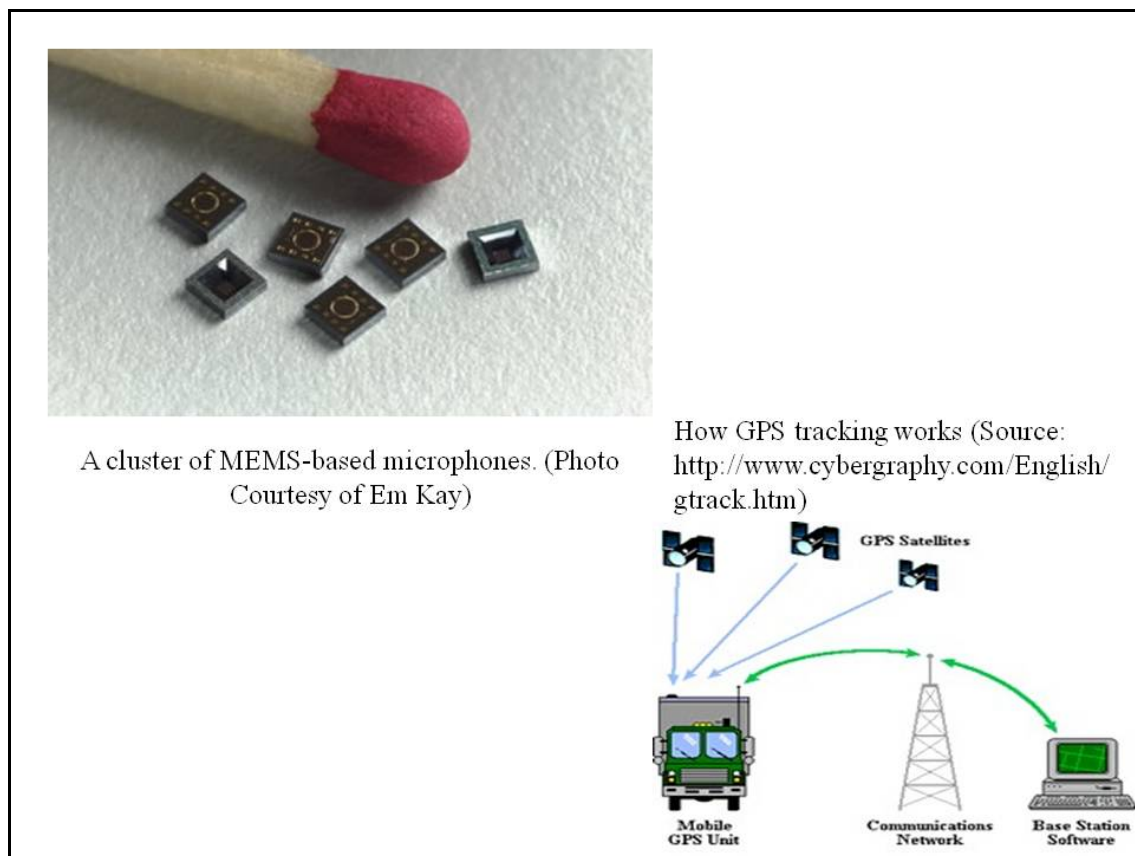 A cluster of MEMS-based microphones. (Photo
Courtesy of Em Kay)
How GPS tracking works (Source:
http://www.cybergraphy.com/English/
gtrack.htm)
GPS Satellites
Mobile
GPS Unit
Communications
Network
Base Station
Software